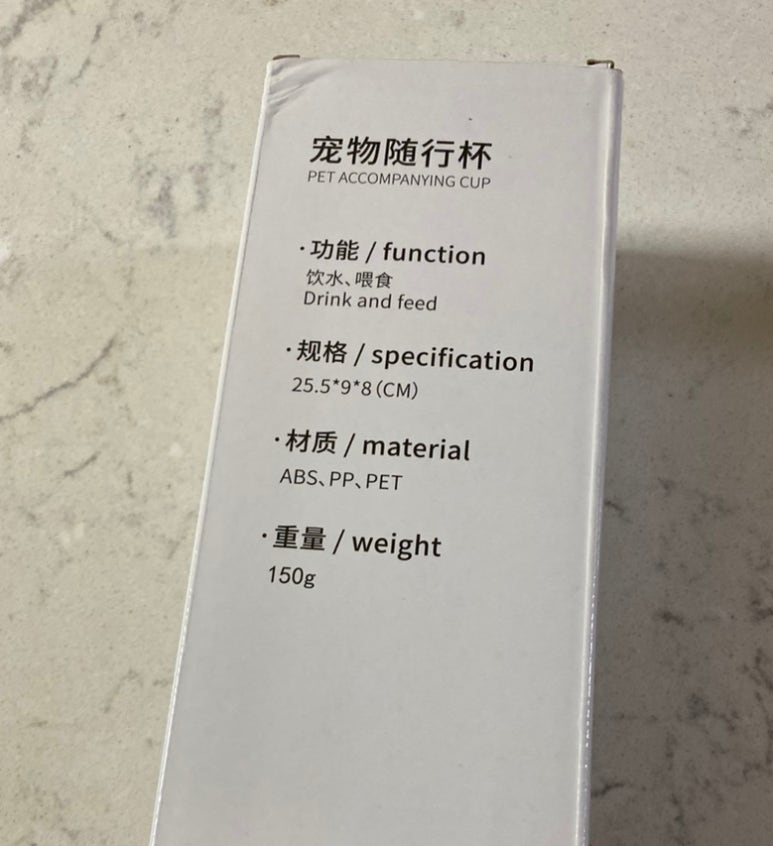 宠物随行杯
PET ACCOMPANYING CUP
·功能 / function
饮水、喂食
Drink and feed
·规格 / specification
25.5*9*8(CM)
·材质 / material
ABS、PP、PET
·重量 / weight
150g